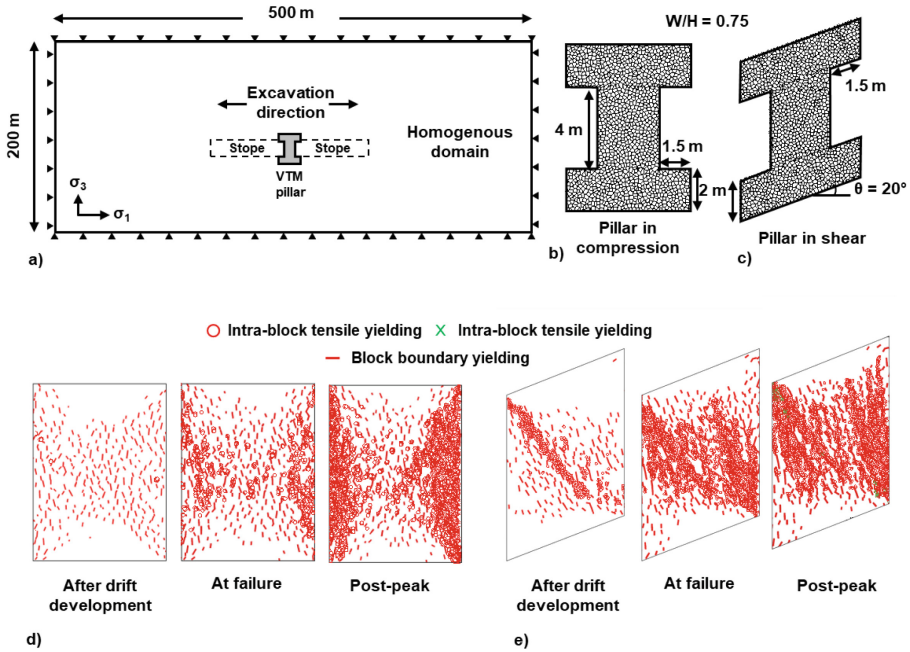 500 m
200 m
Excavation
direction
Stope
Stope
VTM
pillar
Homogenous
domain
σ3
σ1
a)
W/H = 0.75
4 m
1.5 m
2 m
b)
Pillar in
compression
1.5 m
θ = 20°
c)
Pillar in shear
Intra-block tensile yielding
Intra-block tensile yielding
Block boundary yielding
After drift
development
At failure
Post-peak
d)
After drift
development
At failure
Post-peak
e)